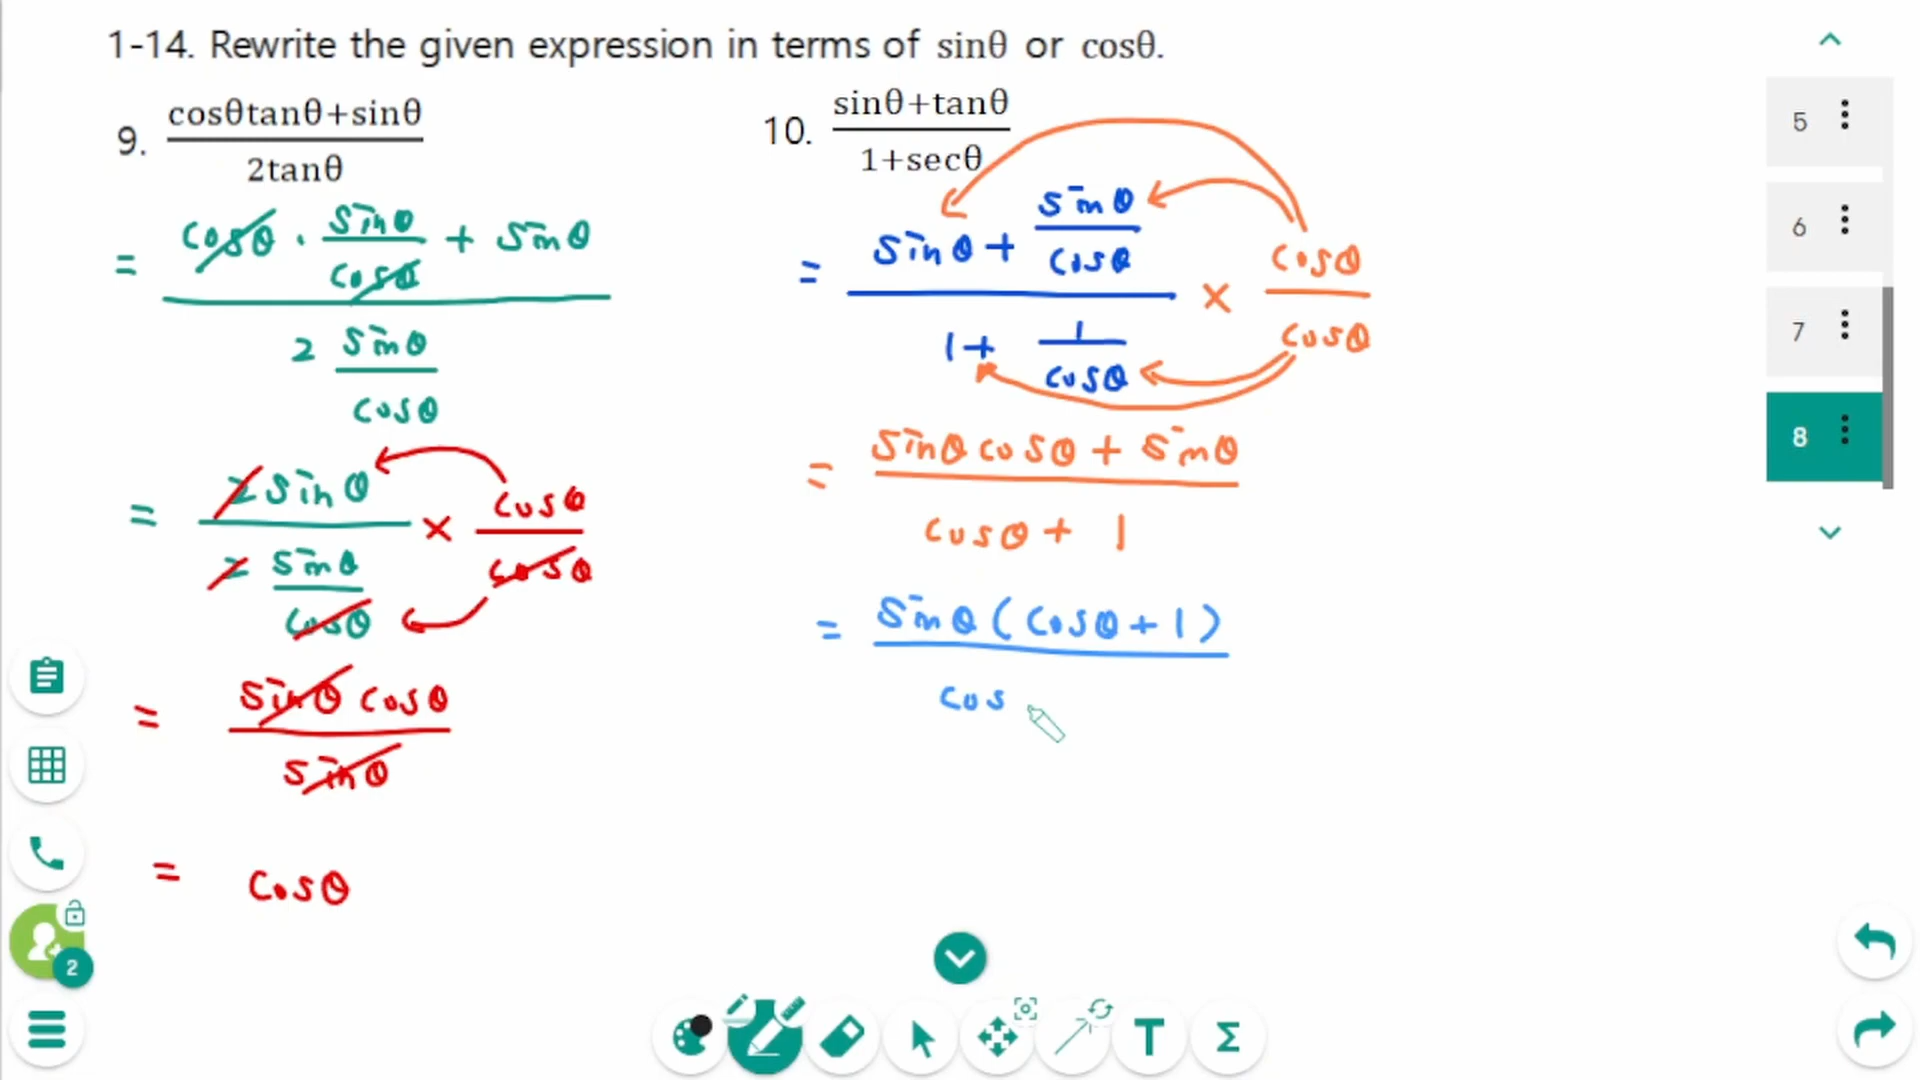 1-14. Rewrite the given expression in terms of sinθ or cosθ.
9. cosθtanθ+sinθ
2tanθ
= cosθ · sinθ/cosθ + sinθ
2 sinθ/cosθ
= 2 sinθ × cosθ
2 sinθ/cosθ cosθ
= sinθ cosθ
sinθ
= cosθ
10. sinθ+tanθ
1+secθ
= sinθ + sinθ/cosθ × cosθ
1 + 1/cosθ cosθ
= sinθ cosθ + sinθ
cosθ + 1
= sinθ (cosθ + 1)
cos
5
6
7
8
2
T
Σ